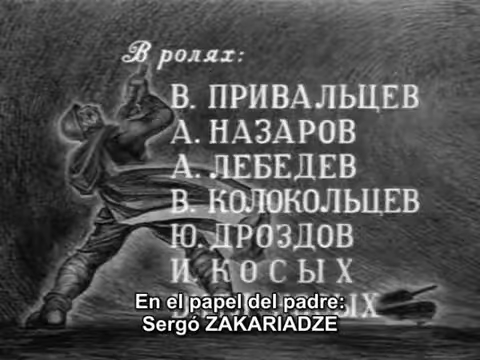 В ролях:
В. ПРИВАЛЬЦЕВ
А. НАЗАРОВ
А. ЛЕБЕДЕВ
В. КОЛОКОЛЬЦЕВ
Ю. ДРОЗДОВ
И. КОСЫХ
En el papel del padre:
Sergó ZAKARIADZE